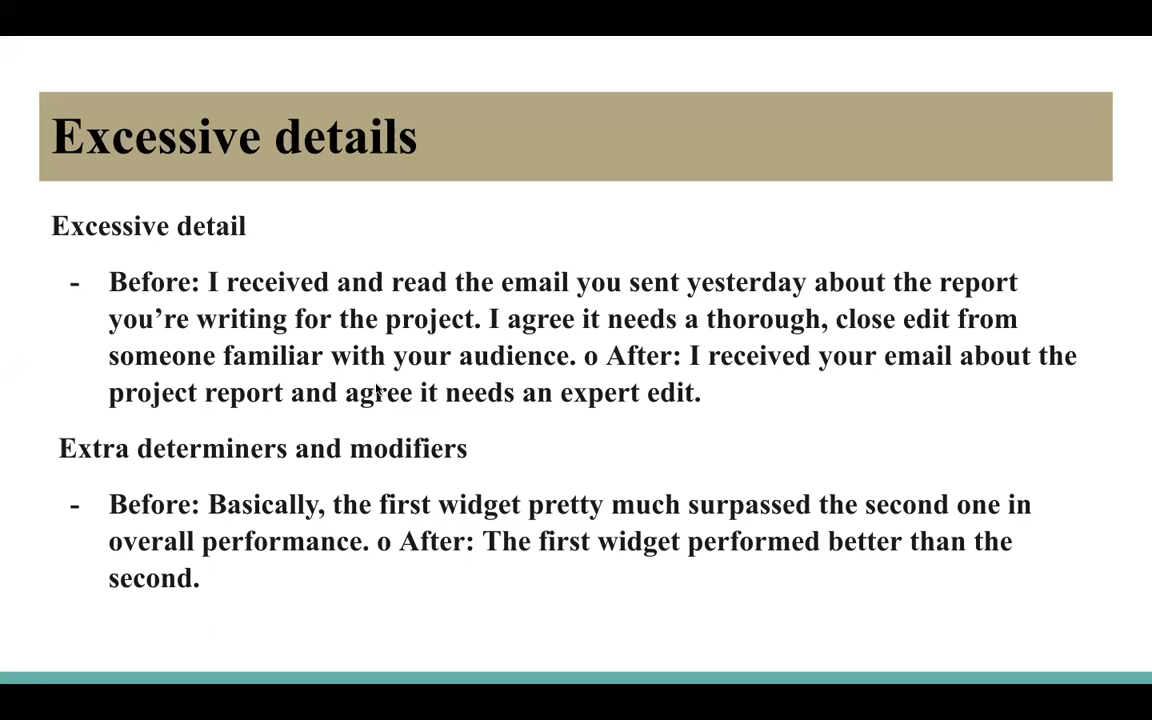 Excessive details
Excessive detail
- Before: I received and read the email you sent yesterday about the report
you’re writing for the project. I agree it needs a thorough, close edit from
someone familiar with your audience. o After: I received your email about the
project report and agree it needs an expert edit.
Extra determiners and modifiers
- Before: Basically, the first widget pretty much surpassed the second one in
overall performance. o After: The first widget performed better than the
second.